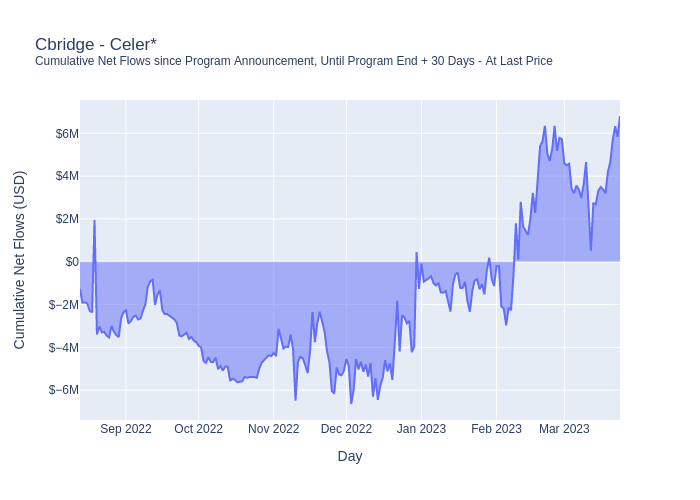 Cbridge - Celer*
Cumulative Net Flows since Program Announcement, Until Program End + 30 Days - At Last Price
Cumulative Net Flows (USD)
$6M
$4M
$2M
$0
$−2M
$−4M
$−6M
Sep 2022
Oct 2022
Nov 2022
Dec 2022
Jan 2023
Feb 2023
Mar 2023
Day